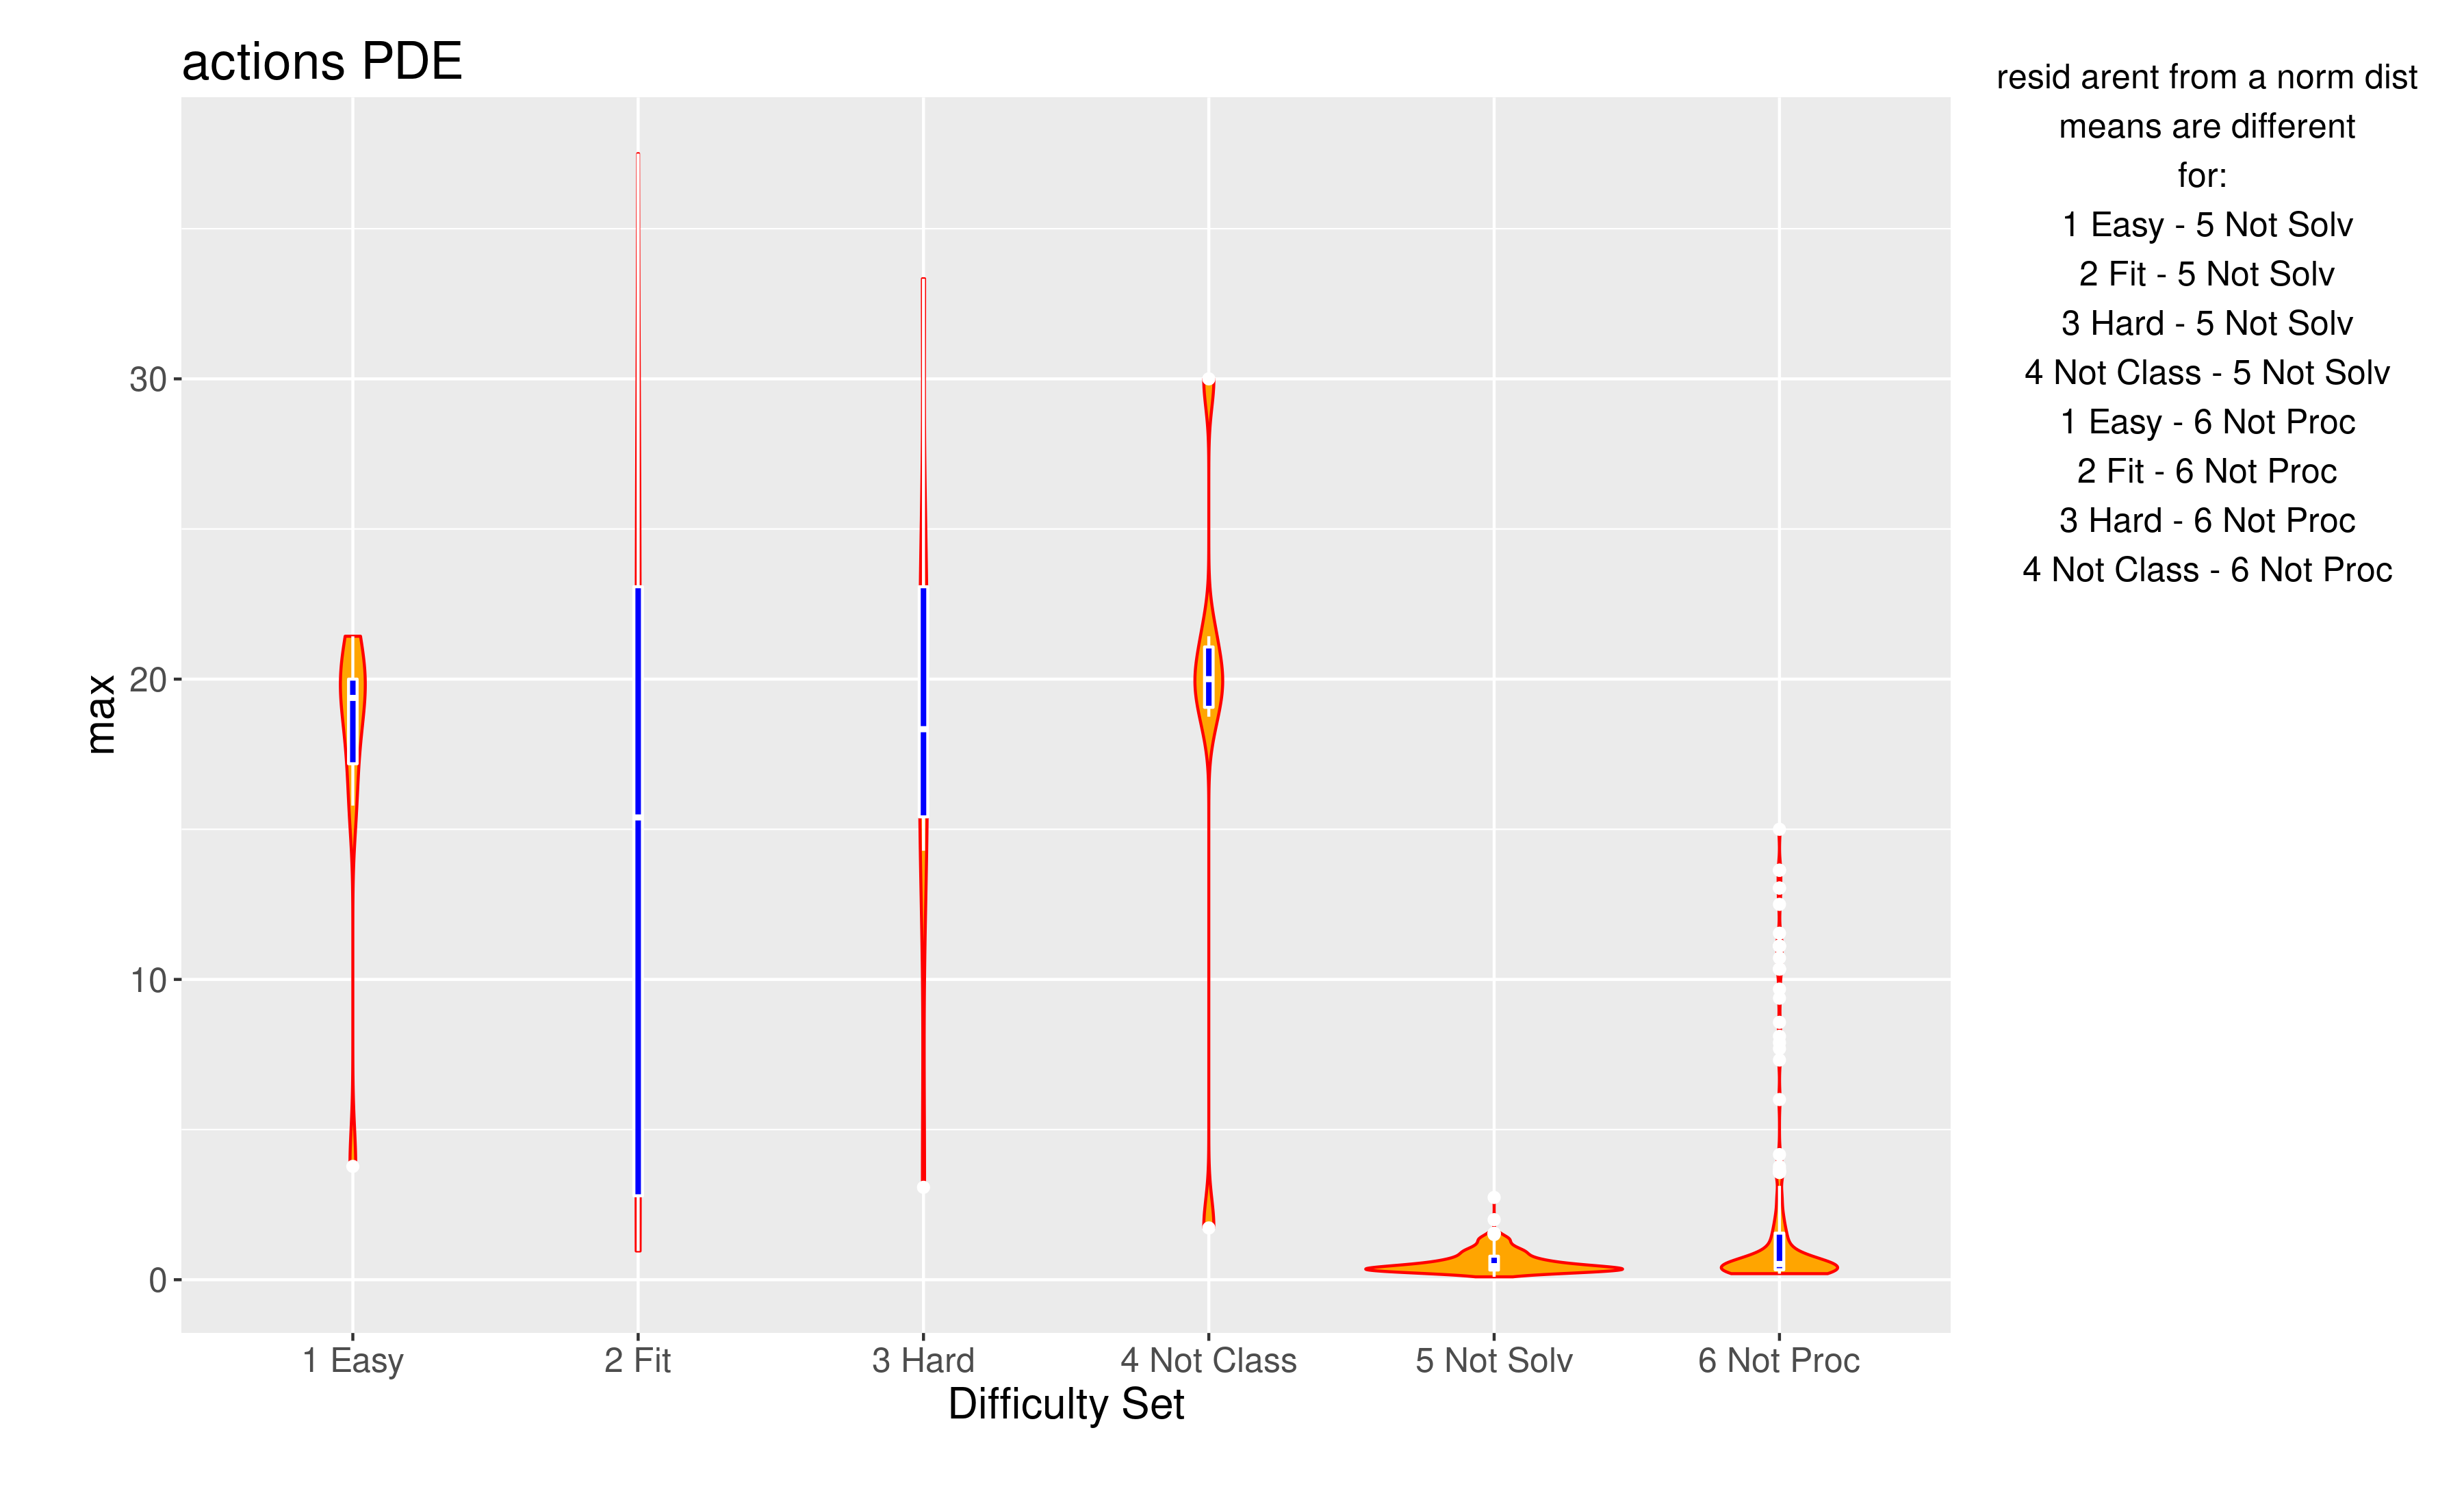 actions PDE
resid arent from a norm dist
means are different
for:
1 Easy - 5 Not Solv
2 Fit - 5 Not Solv
3 Hard - 5 Not Solv
4 Not Class - 5 Not Solv
1 Easy - 6 Not Proc
2 Fit - 6 Not Proc
3 Hard - 6 Not Proc
4 Not Class - 6 Not Proc
max
30
20
10
0
1 Easy
2 Fit
3 Hard
4 Not Class
5 Not Solv
6 Not Proc
Difficulty Set